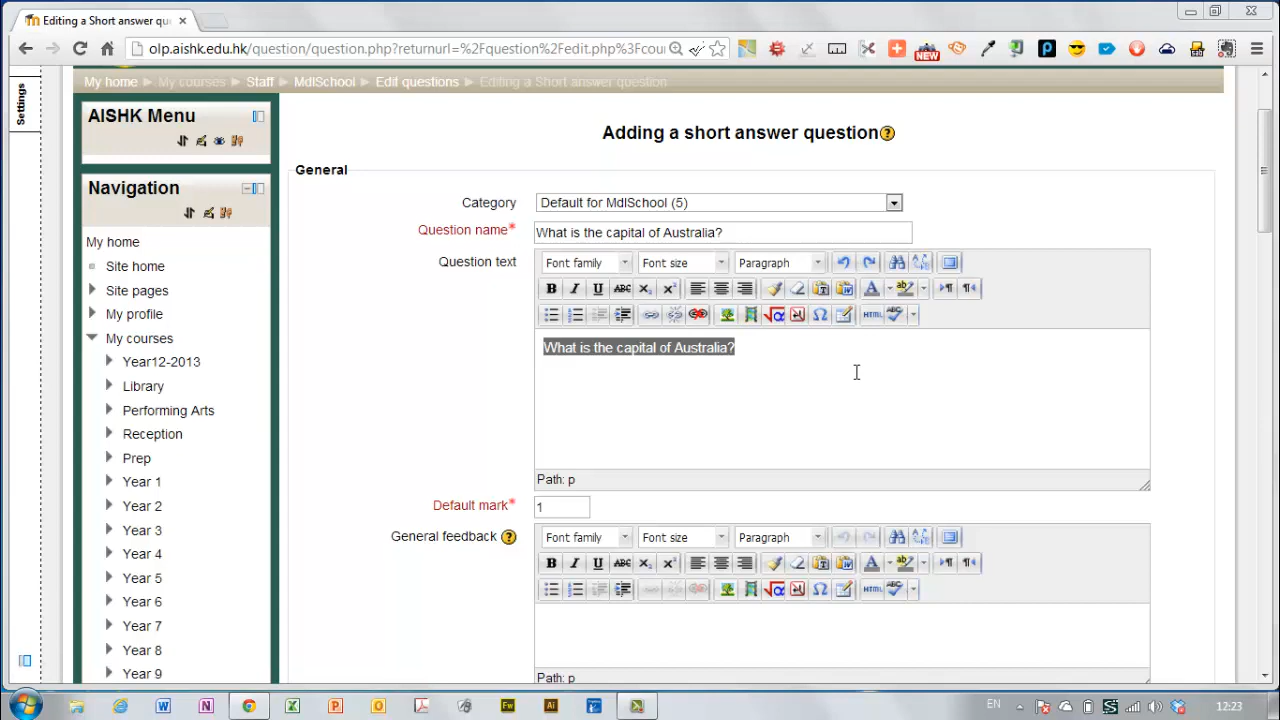 Editing a Short answer qu
olp.aishk.edu.hk/question/question.php?returnurl=%2Fquestion%2Fedit.php%3Fcou
NEW
Settings
My home ▶ My courses ▶ Staff ▶ MdlSchool ▶ Edit questions ▶ Editing a Short answer question
AISHK Menu
Navigation
My home
Site home
Site pages
My profile
My courses
Year12-2013
Library
Performing Arts
Reception
Prep
Year 1
Year 2
Year 3
Year 4
Year 5
Year 6
Year 7
Year 8
Year 9
Adding a short answer question
General
Category
Default for MdlSchool (5)
Question name*
What is the capital of Australia?
Question text
Font family
Font size
Paragraph
B I U ABC
HTML
What is the capital of Australia?
Path: p
Default mark*
1
General feedback
Font family
Font size
Paragraph
B I U ABC
HTML
Path: p
EN
12:23